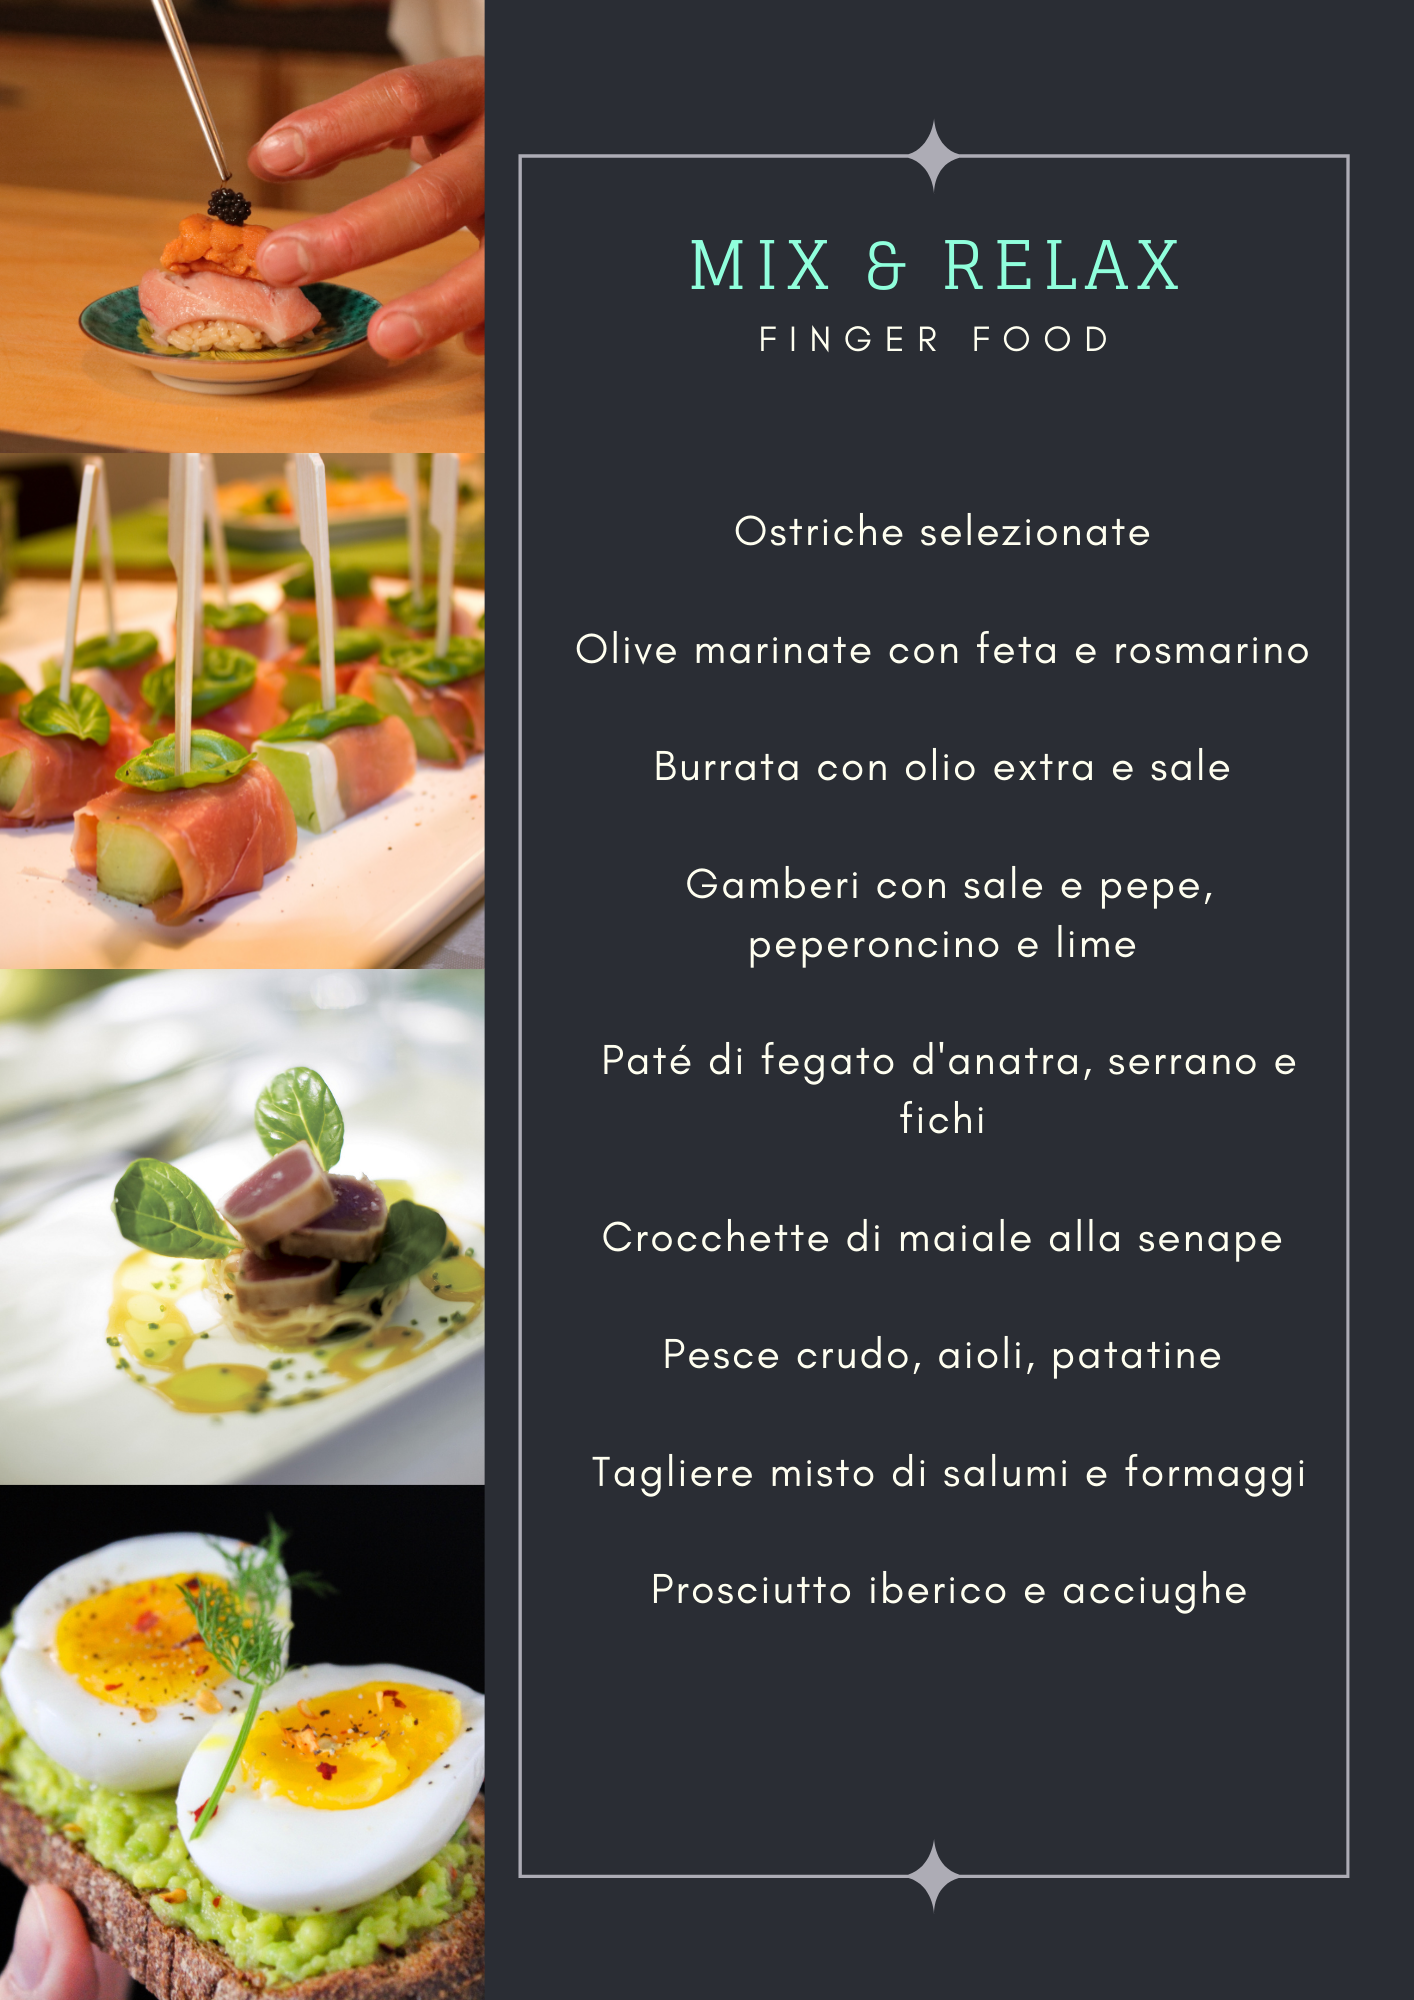 MIX & RELAX
FINGER FOOD
Ostriche selezionate
Olive marinate con feta e rosmarino
Burrata con olio extra e sale
Gamberi con sale e pepe,
peperoncino e lime
Paté di fegato d'anatra, serrano e
fichi
Crocchette di maiale alla senape
Pesce crudo, aioli, patatine
Tagliere misto di salumi e formaggi
Prosciutto iberico e acciughe